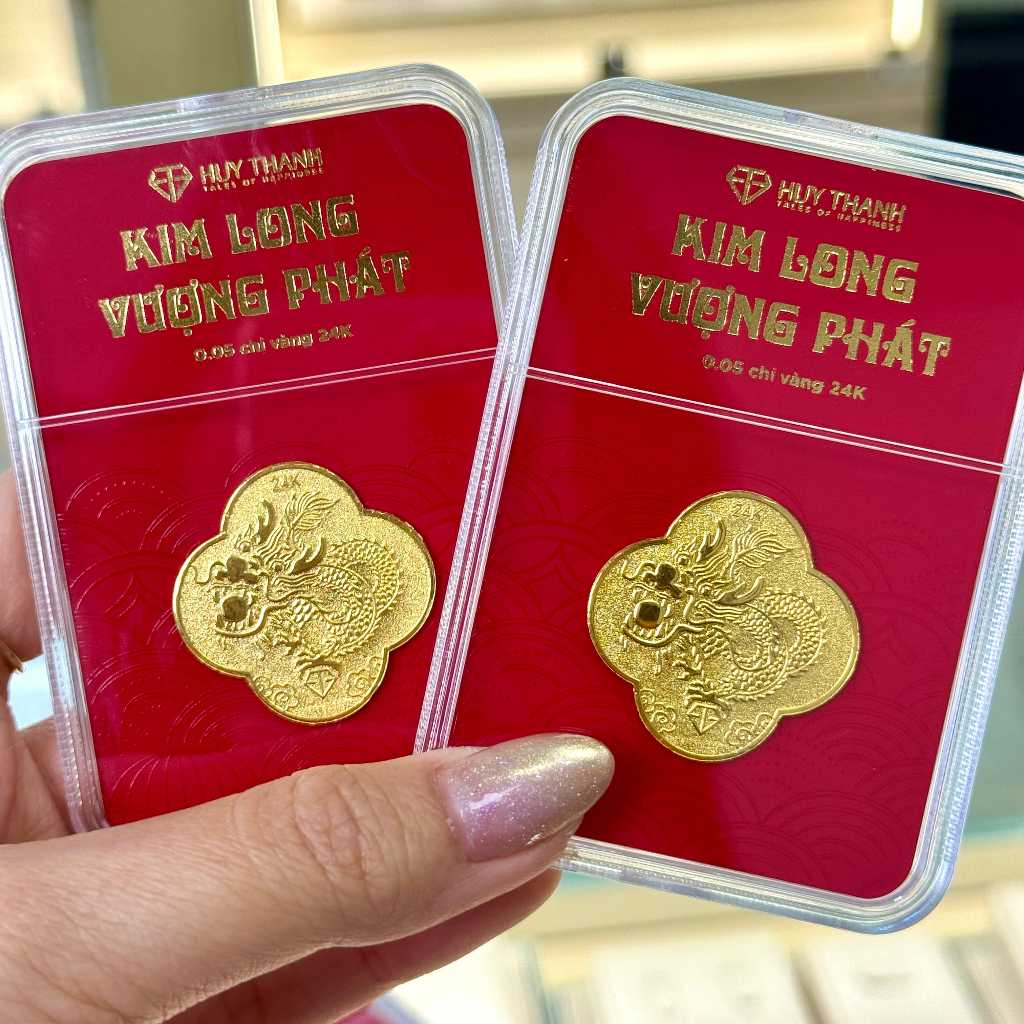 HUY THANH
TALES OF HAPPINESS
KIM LONG
VƯỢNG PHÁT
0.05 chỉ vàng 24K
24K
HUY THANH
TALES OF HAPPINESS
KIM LONG
VƯỢNG PHÁT
0.05 chỉ vàng 24K
24K